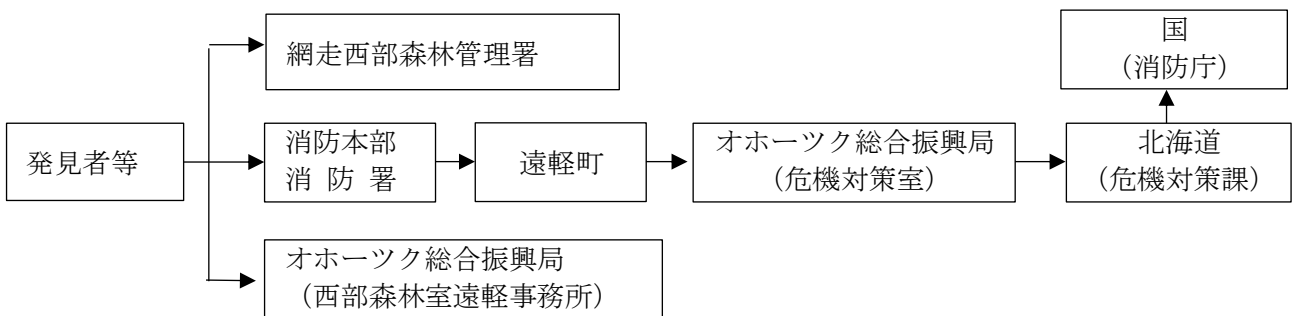 発見者等
網走西部森林管理署
消防本部
消 防 署
遠軽町
オホーツク総合振興局
（危機対策室）
北海道
（危機対策課）
国
（消防庁）
オホーツク総合振興局
（西部森林室遠軽事務所）